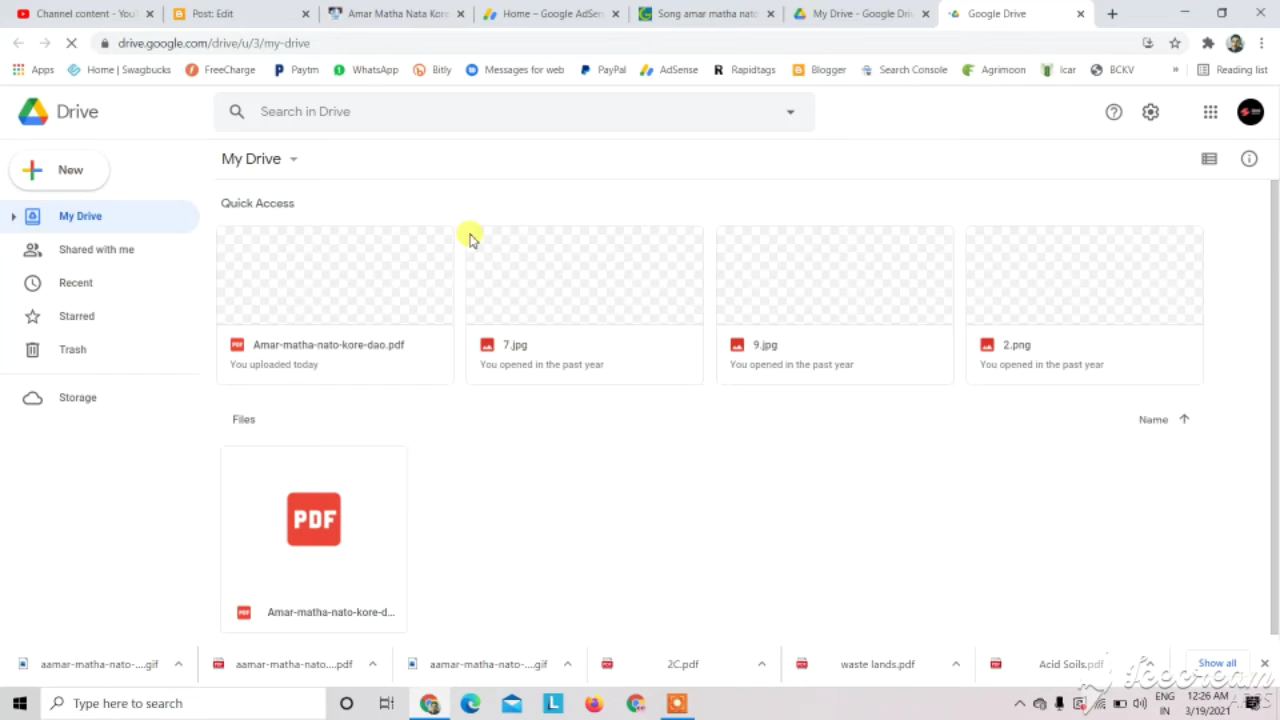 Channel content - YouT
Post: Edit
Amar Matha Nata Kore
Home – Google AdSen
Song amar matha nato
My Drive - Google Dri
Google Drive
drive.google.com/drive/u/3/my-drive
Apps
Home | Swagbucks
FreeCharge
Paytm
WhatsApp
Bitly
Messages for web
PayPal
AdSense
Rapidtags
Blogger
Search Console
Agrimoon
Icar
BCKV
»
Reading list
Drive
Search in Drive
New
My Drive
My Drive
Shared with me
Recent
Starred
Trash
Storage
Quick Access
Amar-matha-nato-kore-dao.pdf
You uploaded today
7.jpg
You opened in the past year
9.jpg
You opened in the past year
2.png
You opened in the past year
Files
Name
PDF
Amar-matha-nato-kore-d...
aamar-matha-nato-....gif
aamar-matha-nato....pdf
aamar-matha-nato-....gif
2C.pdf
waste lands.pdf
Acid Soils.pdf
Show all
icecream
Type here to search
ENG
IN
12:26 AM
3/19/2021